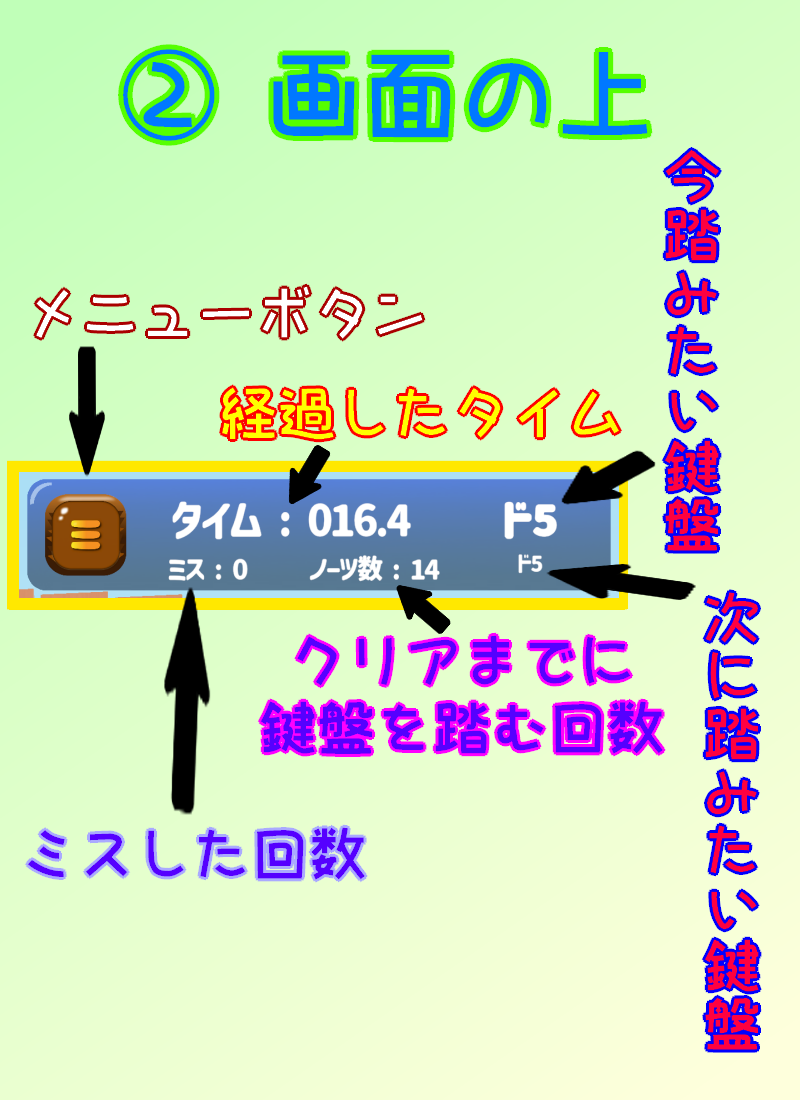 ② 画面の上
今踏みたい鍵盤
メニューボタン
経過したタイム
タイム : 016.4
ド5
ミス : 0
ノーツ数 : 14
ド5
クリアまでに
鍵盤を踏む回数
次に踏みたい鍵盤
ミスした回数